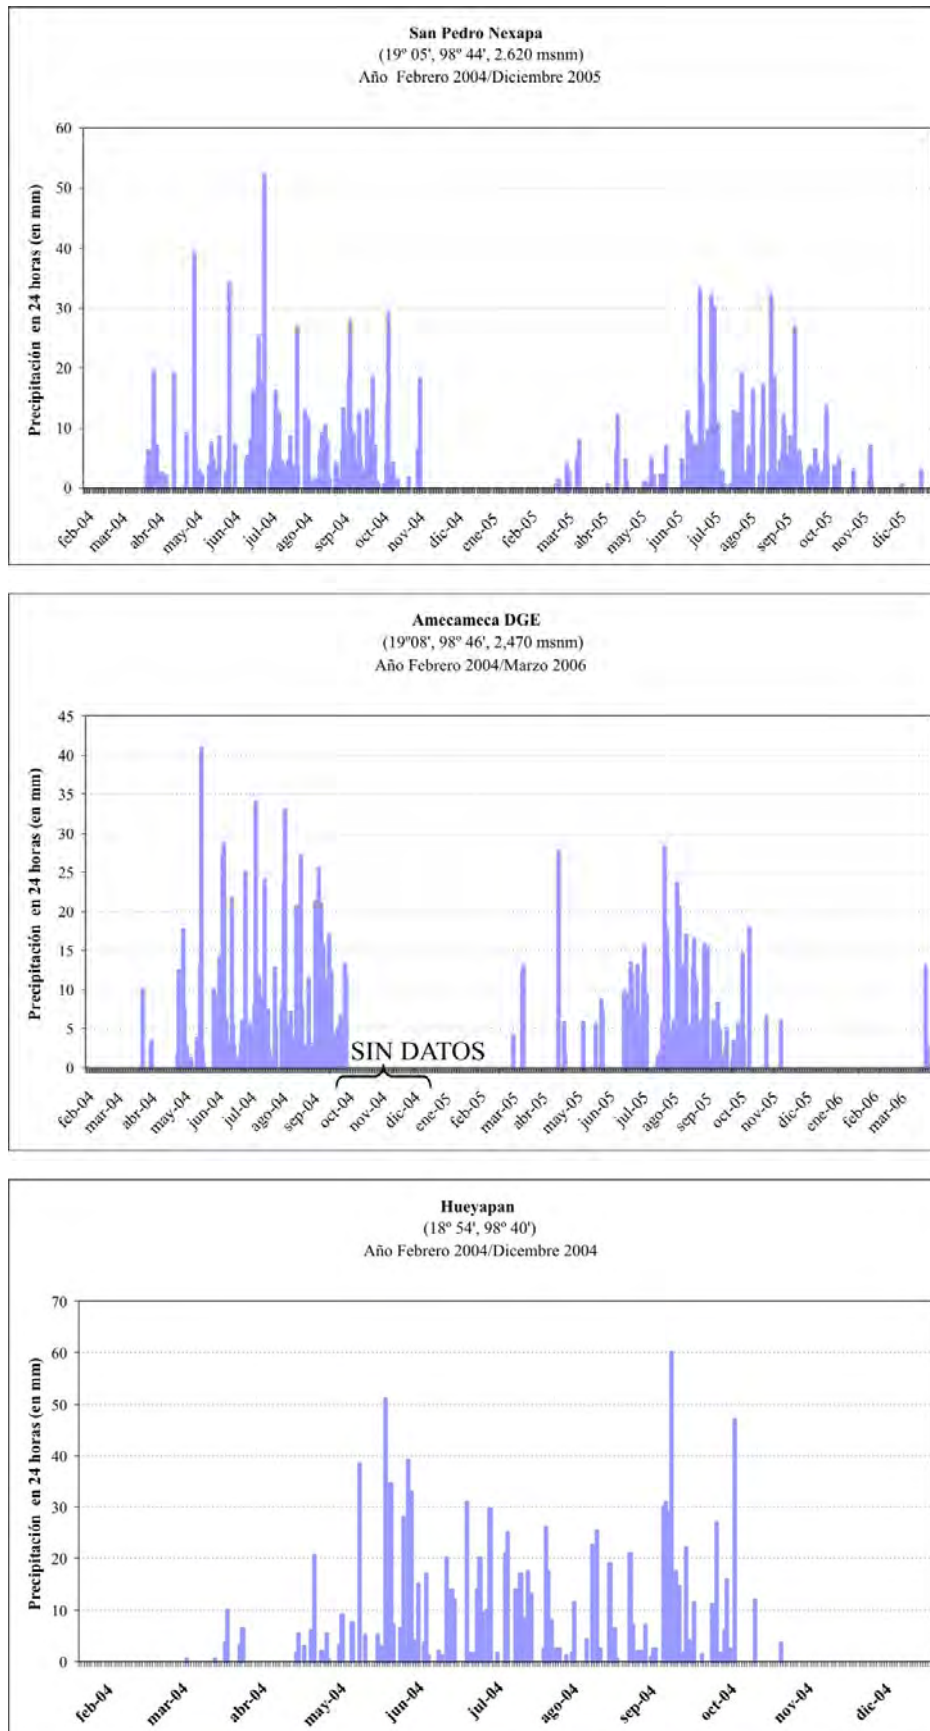 San Pedro Nexapa
(19º 05', 98º 44', 2.620 msnm)
Año Febrero 2004/Diciembre 2005
Precipitación en 24 horas (en mm)
60
50
40
30
20
10
0
feb-04 mar-04 abr-04 may-04 jun-04 jul-04 ago-04 sep-04 oct-04 nov-04 dic-04 ene-05 feb-05 mar-05 abr-05 may-05 jun-05 jul-05 ago-05 sep-05 oct-05 nov-05 dic-05
Amecameca DGE
(19º08', 98º 46', 2,470 msnm)
Año Febrero 2004/Marzo 2006
Precipitación en 24 horas (en mm)
45
40
35
30
25
20
15
10
5
0
SIN DATOS
feb-04 mar-04 abr-04 may-04 jun-04 jul-04 ago-04 sep-04 oct-04 nov-04 dic-04 ene-05 feb-05 mar-05 abr-05 may-05 jun-05 jul-05 ago-05 sep-05 oct-05 nov-05 dic-05 ene-06 feb-06 mar-06
Hueyapan
(18º 54', 98º 40')
Año Febrero 2004/Dicembre 2004
Precipitación en 24 horas (en mm)
70
60
50
40
30
20
10
0
feb-04 mar-04 abr-04 may-04 jun-04 jul-04 ago-04 sep-04 oct-04 nov-04 dic-04